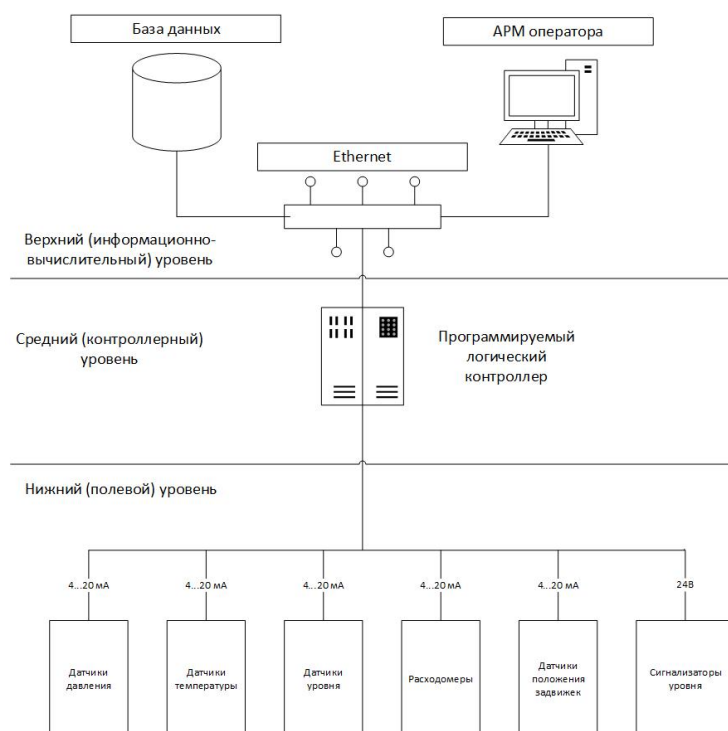 База данных
АРМ оператора
Ethernet
Верхний (информационно-
вычислительный) уровень
Средний (контроллерный)
уровень
Программируемый
логический
контроллер
Нижний (полевой) уровень
4...20 мА
4...20 мА
4...20 мА
4...20 мА
4...20 мА
24В
Датчики
давления
Датчики
температуры
Датчики
уровня
Расходомеры
Датчики
положения
задвижек
Сигнализаторы
уровня